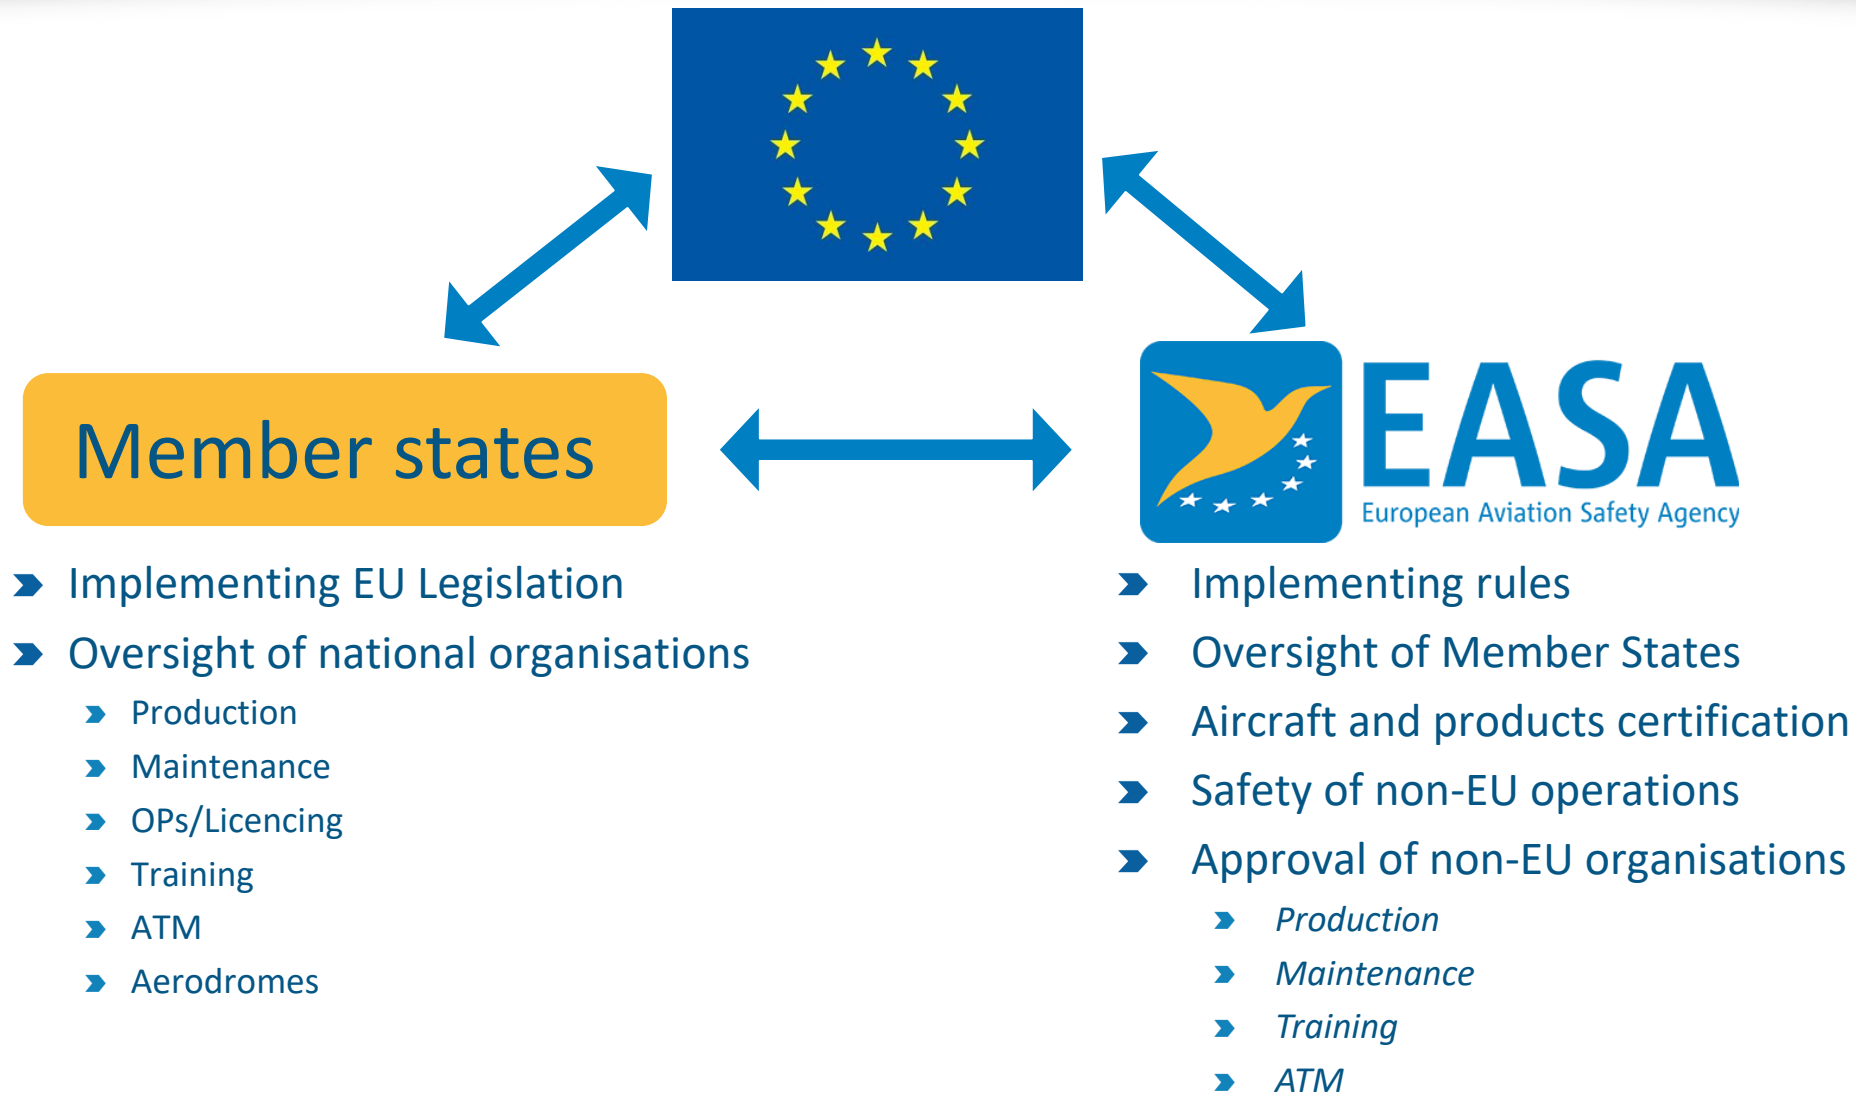 Member states
Implementing EU Legislation
Oversight of national organisations
Production
Maintenance
OPs/Licencing
Training
ATM
Aerodromes
EASA
European Aviation Safety Agency
Implementing rules
Oversight of Member States
Aircraft and products certification
Safety of non-EU operations
Approval of non-EU organisations
Production
Maintenance
Training
ATM